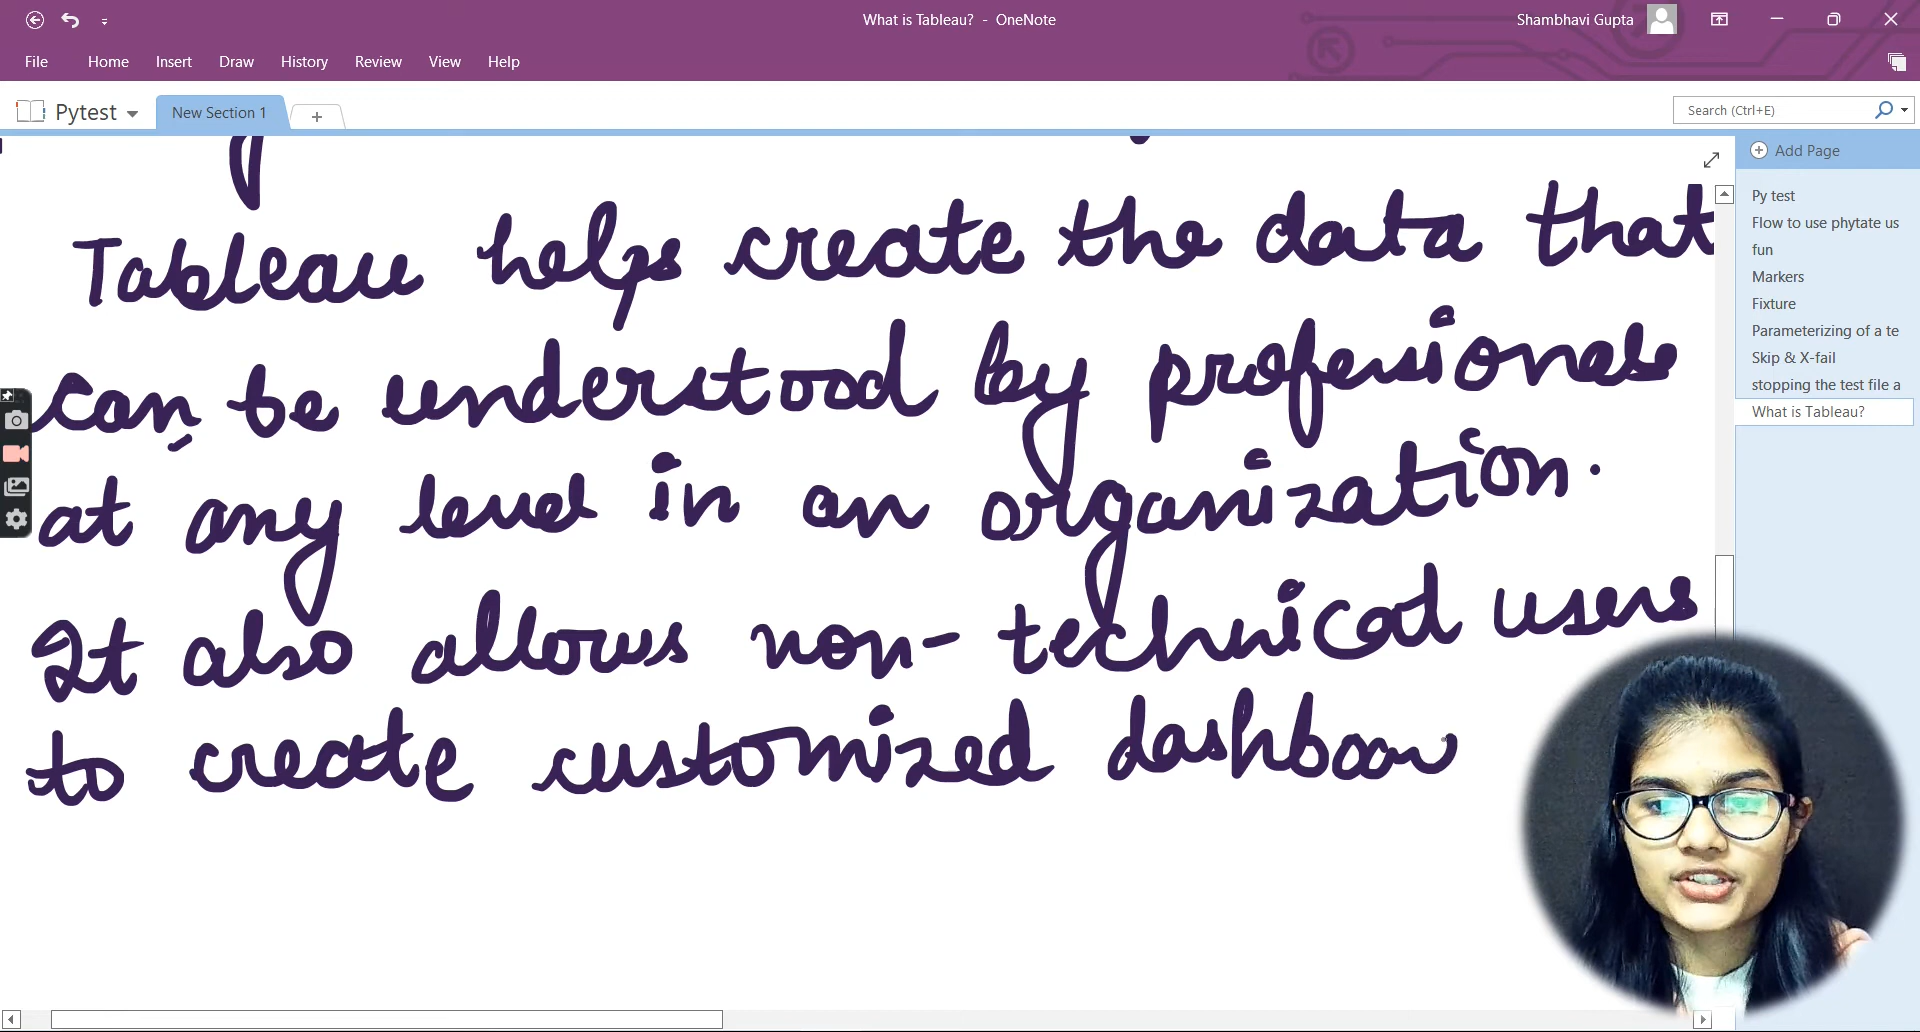 What is Tableau? - OneNote
Shambhavi Gupta
File Home Insert Draw History Review View Help
Pytest
New Section 1
+
Search (Ctrl+E)
Add Page
Py test
Flow to use phytate us
fun
Markers
Fixture
Parameterizing of a te
Skip & X-fail
stopping the test file a
What is Tableau?
Tableau helps create the data that
can be understood by professionals
at any level in an organization.
It also allows non-technical users
to create customized dashboar